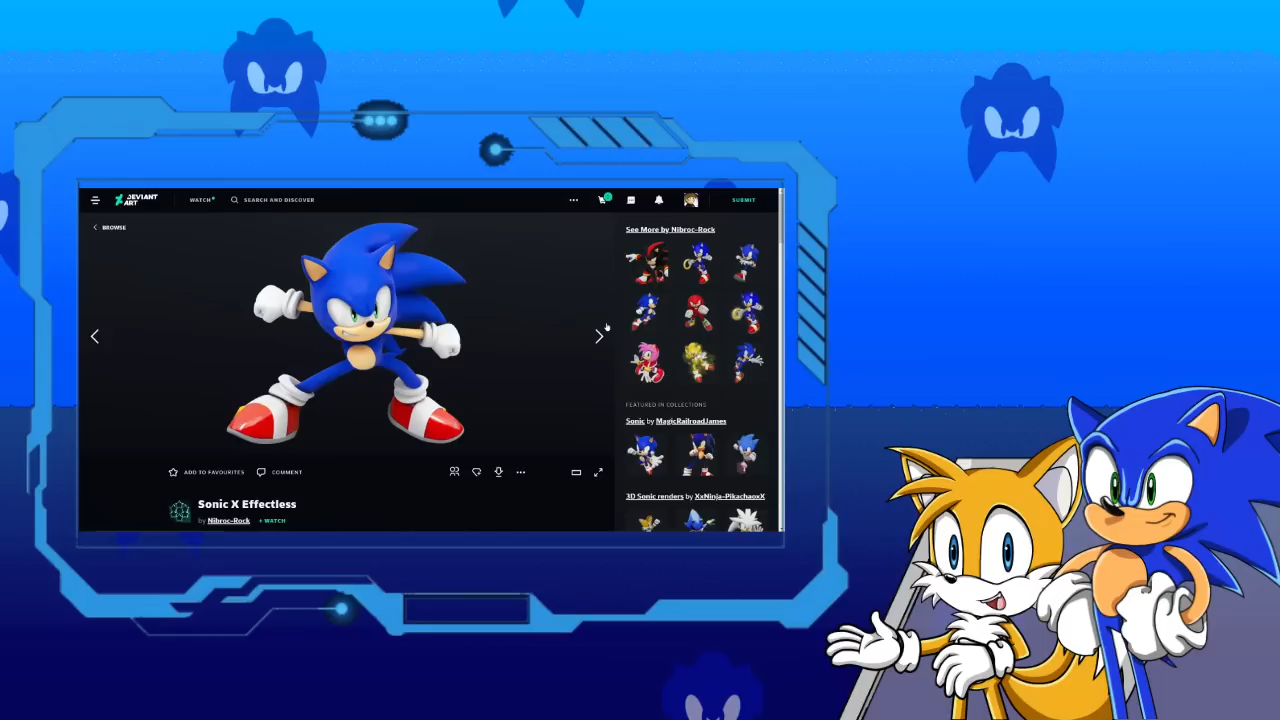 DEVIANT ART
WATCH
SEARCH AND DISCOVER
SUBMIT
BROWSE
See More by Nibroc-Rock
FEATURED IN COLLECTIONS
Sonic by MagicRailroadJames
3D Sonic renders by XxNinja-PikachaoxX
ADD TO FAVOURITES
COMMENT
Sonic X Effectless
by Nibroc-Rock
+ WATCH